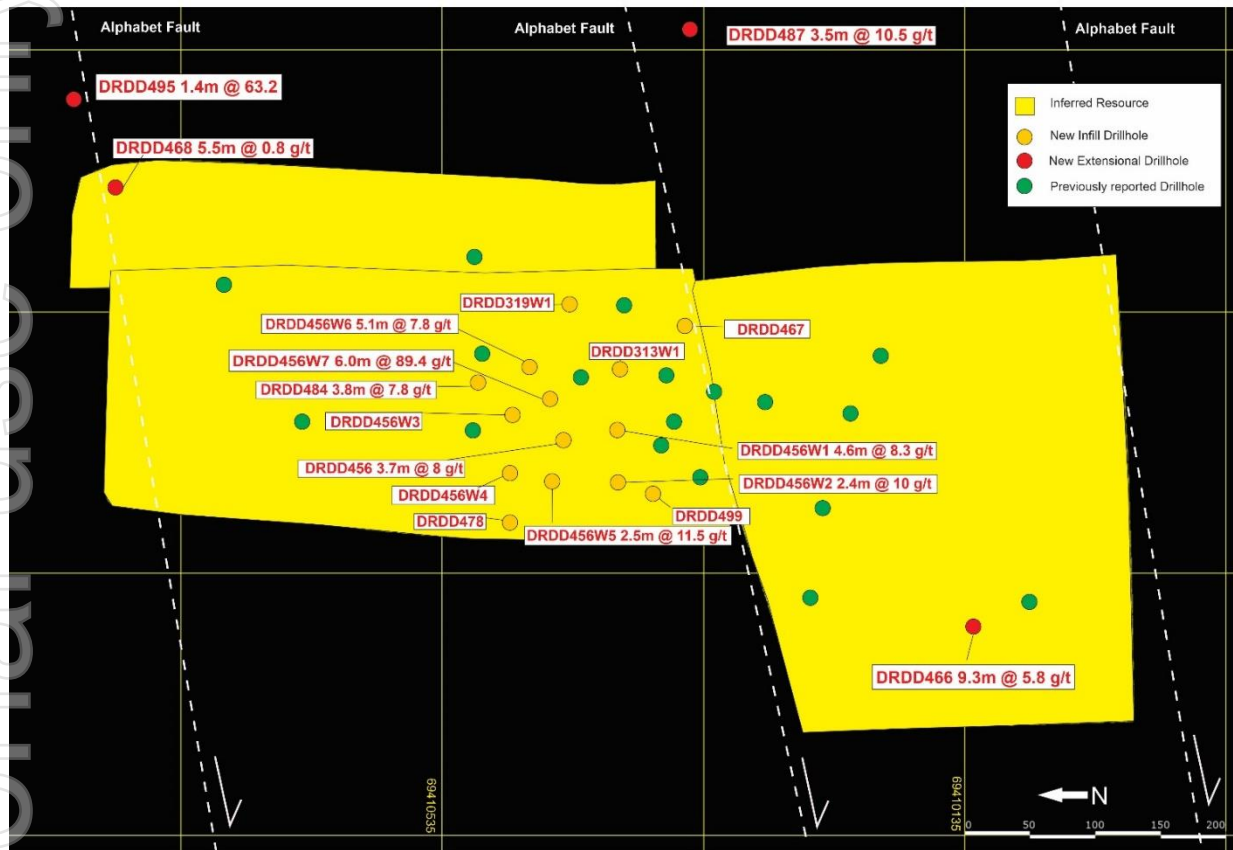 Alphabet Fault
Alphabet Fault
Alphabet Fault
DRDD487 3.5m @ 10.5 g/t
DRDD495 1.4m @ 63.2
DRDD468 5.5m @ 0.8 g/t
Inferred Resource
New Infill Drillhole
New Extensional Drillhole
Previously reported Drillhole
DRDD319W1
DRDD456W6 5.1m @ 7.8 g/t
DRDD467
DRDD313W1
DRDD456W7 6.0m @ 89.4 g/t
DRDD484 3.8m @ 7.8 g/t
DRDD456W3
DRDD456W1 4.6m @ 8.3 g/t
DRDD456 3.7m @ 8 g/t
DRDD456W2 2.4m @ 10 g/t
DRDD456W4
DRDD499
DRDD478
DRDD456W5 2.5m @ 11.5 g/t
DRDD466 9.3m @ 5.8 g/t
69410535
69410135
N
0 50 100 150 200